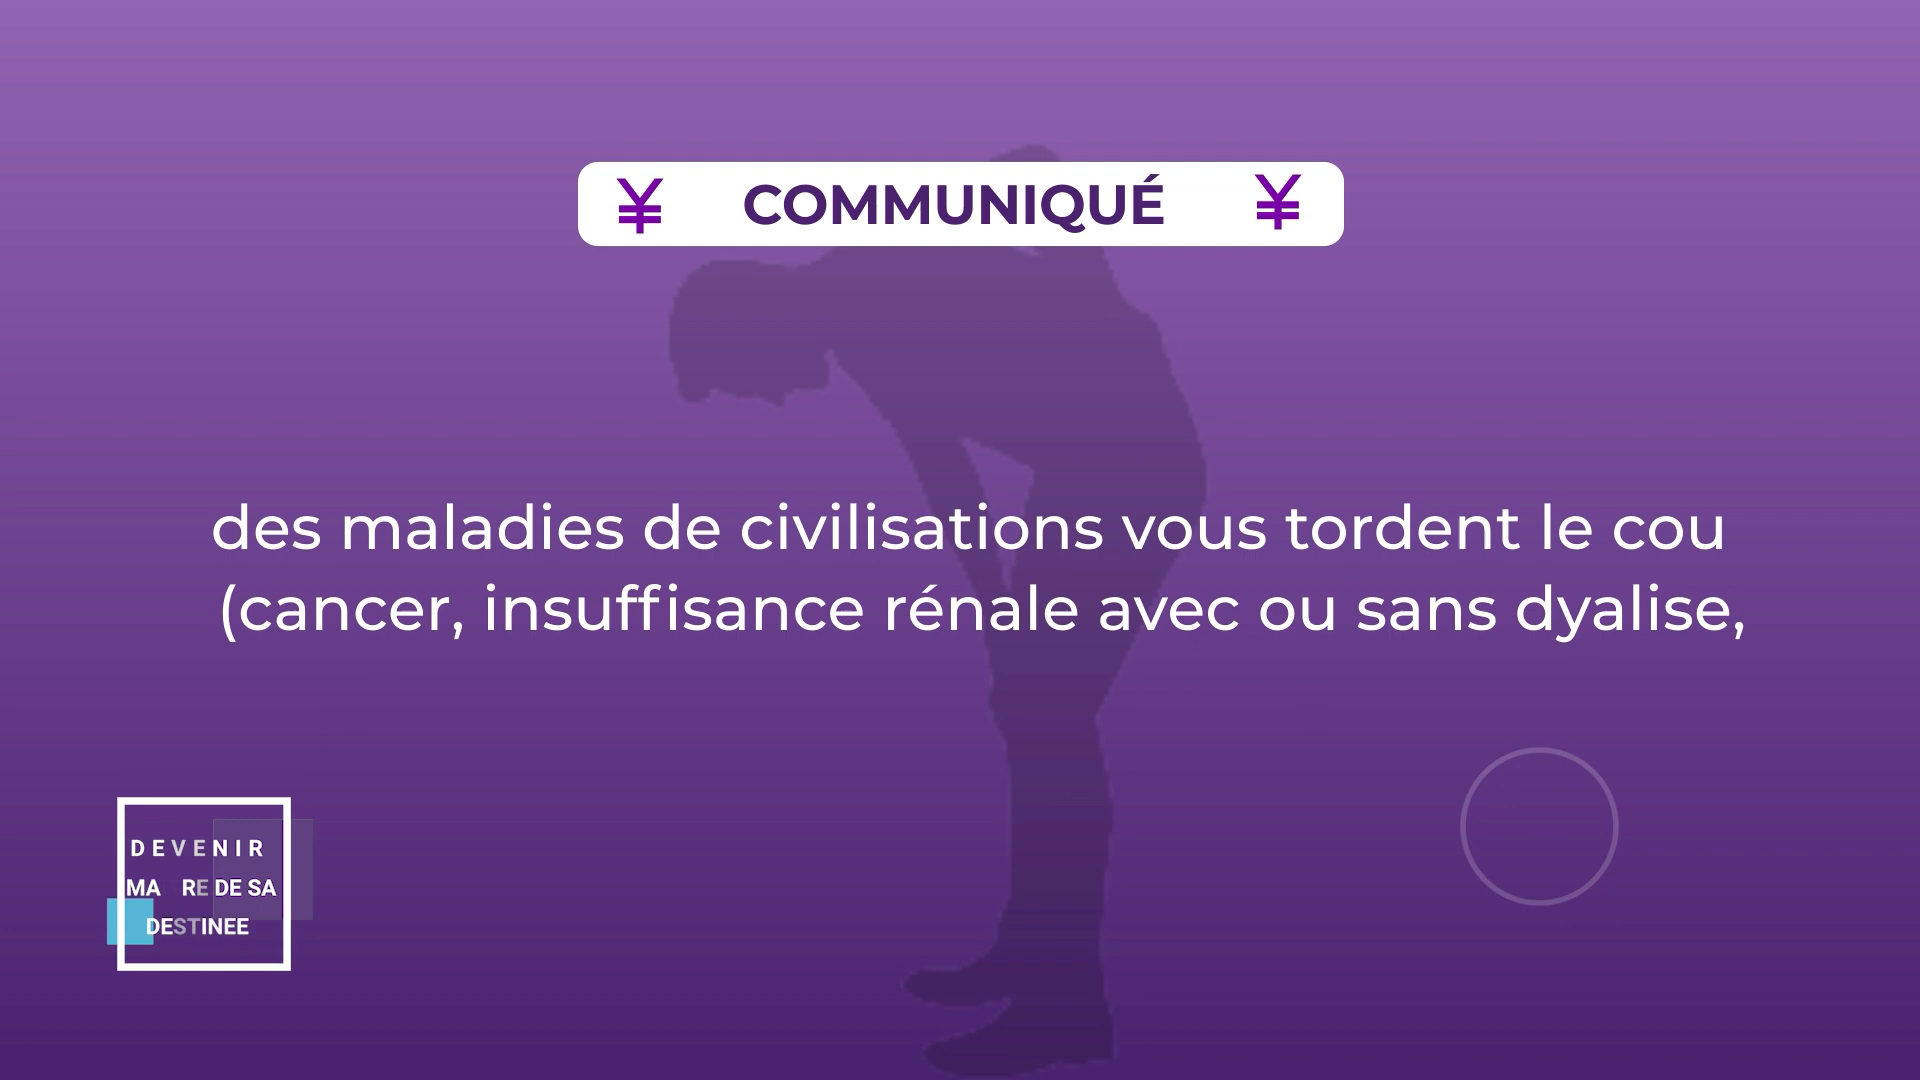 ¥ COMMUNIQUÉ ¥
des maladies de civilisations vous tordent le cou
(cancer, insuffisance rénale avec ou sans dyalise,
DEVENIR
MA RE DE SA
DESTINEE